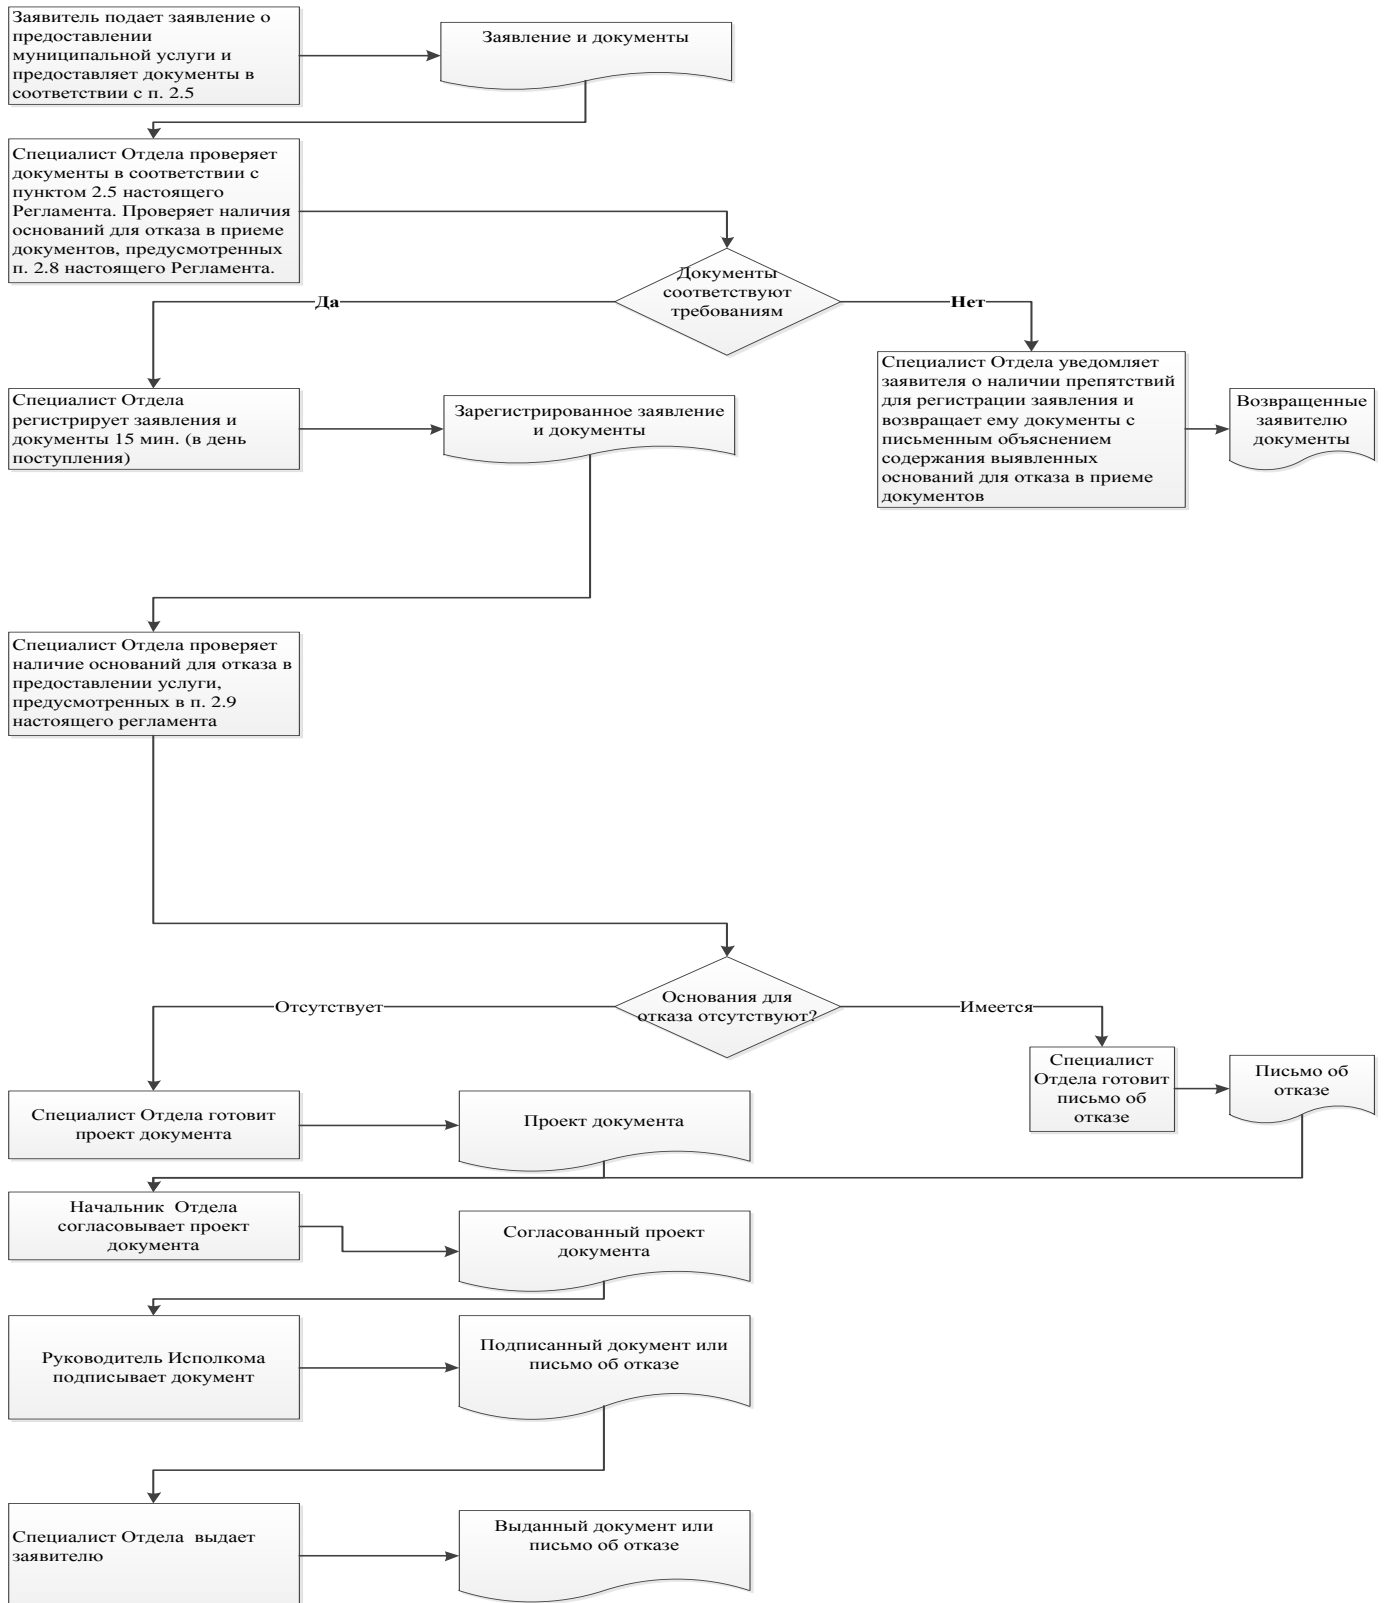 Заявитель подает заявление о
предоставлении
муниципальной услуги и
предоставляет документы в
соответствии с п. 2.5
Заявление и документы
Специалист Отдела проверяет
документы в соответствии с
пунктом 2.5 настоящего
Регламента. Проверяет наличия
оснований для отказа в приеме
документов, предусмотренных
п. 2.8 настоящего Регламента.
Документы
соответствуют
требованиям
Да
Нет
Специалист Отдела
регистрирует заявления и
документы 15 мин. (в день
поступления)
Зарегистрированное заявление
и документы
Специалист Отдела уведомляет
заявителя о наличии препятствий
для регистрации заявления и
возвращает ему документы с
письменным объяснением
содержания выявленных
оснований для отказа в приеме
документов
Возвращенные
заявителю
документы
Специалист Отдела проверяет
наличие оснований для отказа в
предоставлении услуги,
предусмотренных в п. 2.9
настоящего регламента
Основания для
отказа отсутствуют?
Отсутствует
Имеется
Специалист
Отдела готовит
письмо об
отказе
Письмо об
отказе
Специалист Отдела готовит
проект документа
Проект документа
Начальник  Отдела
согласовывает проект
документа
Согласованный проект
документа
Руководитель Исполкома
подписывает документ
Подписанный документ или
письмо об отказе
Специалист Отдела  выдает
заявителю
Выданный документ или
письмо об отказе